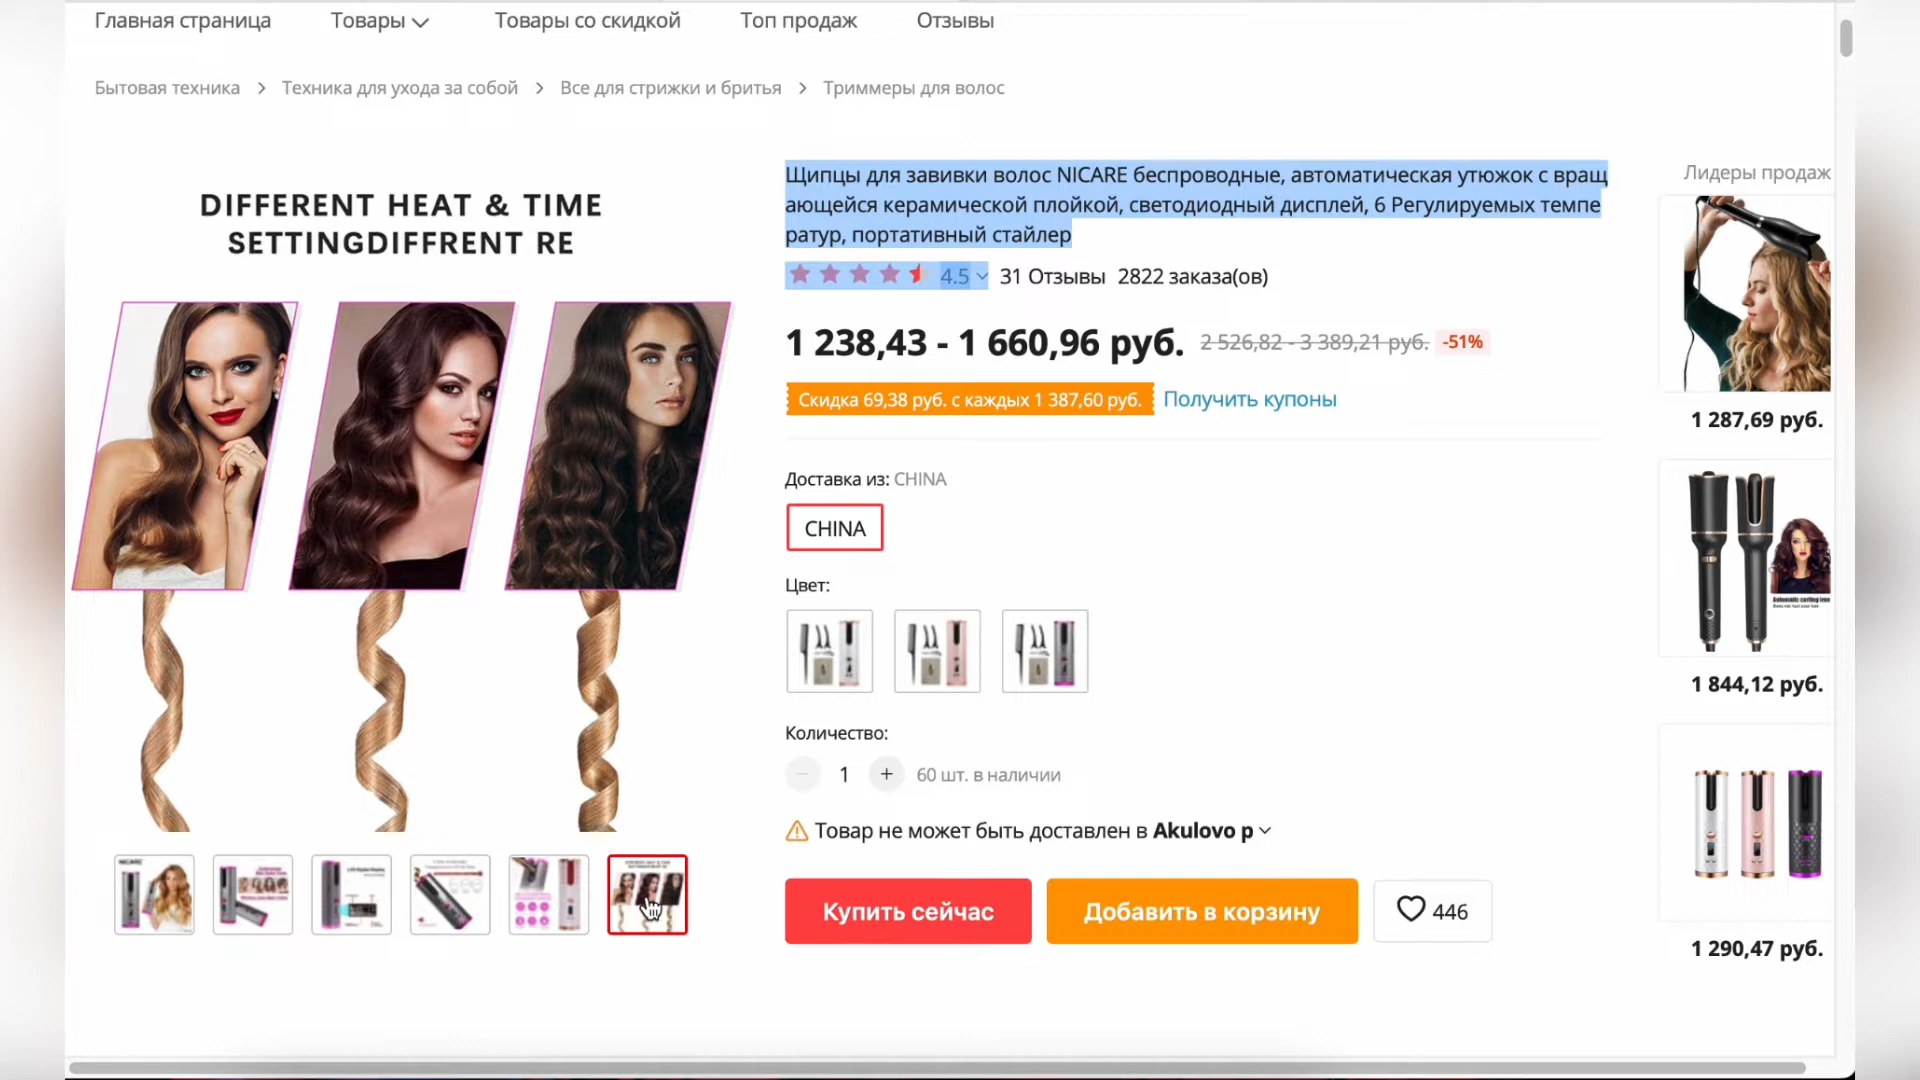 Главная страница
Товары
Товары со скидкой
Топ продаж
Отзывы
Бытовая техника > Техника для ухода за собой > Все для стрижки и бритья > Триммеры для волос
DIFFERENT HEAT & TIME
SETTINGDIFFRENT RE
Щипцы для завивки волос NICARE беспроводные, автоматическая утюжок с вращ
ающейся керамической плойкой, светодиодный дисплей, 6 Регулируемых темпе
ратур, портативный стайлер
4.5
31 Отзывы
2822 заказа(ов)
1 238,43 - 1 660,96 руб.
2 526,82 - 3 389,21 руб.
-51%
Скидка 69,38 руб. с каждых 1 387,60 руб.
Получить купоны
Доставка из: CHINA
CHINA
Цвет:
Количество:
1
+
60 шт. в наличии
Товар не может быть доставлен в Akulovo p
Купить сейчас
Добавить в корзину
446
Лидеры продаж
1 287,69 руб.
1 844,12 руб.
1 290,47 руб.
NICARE